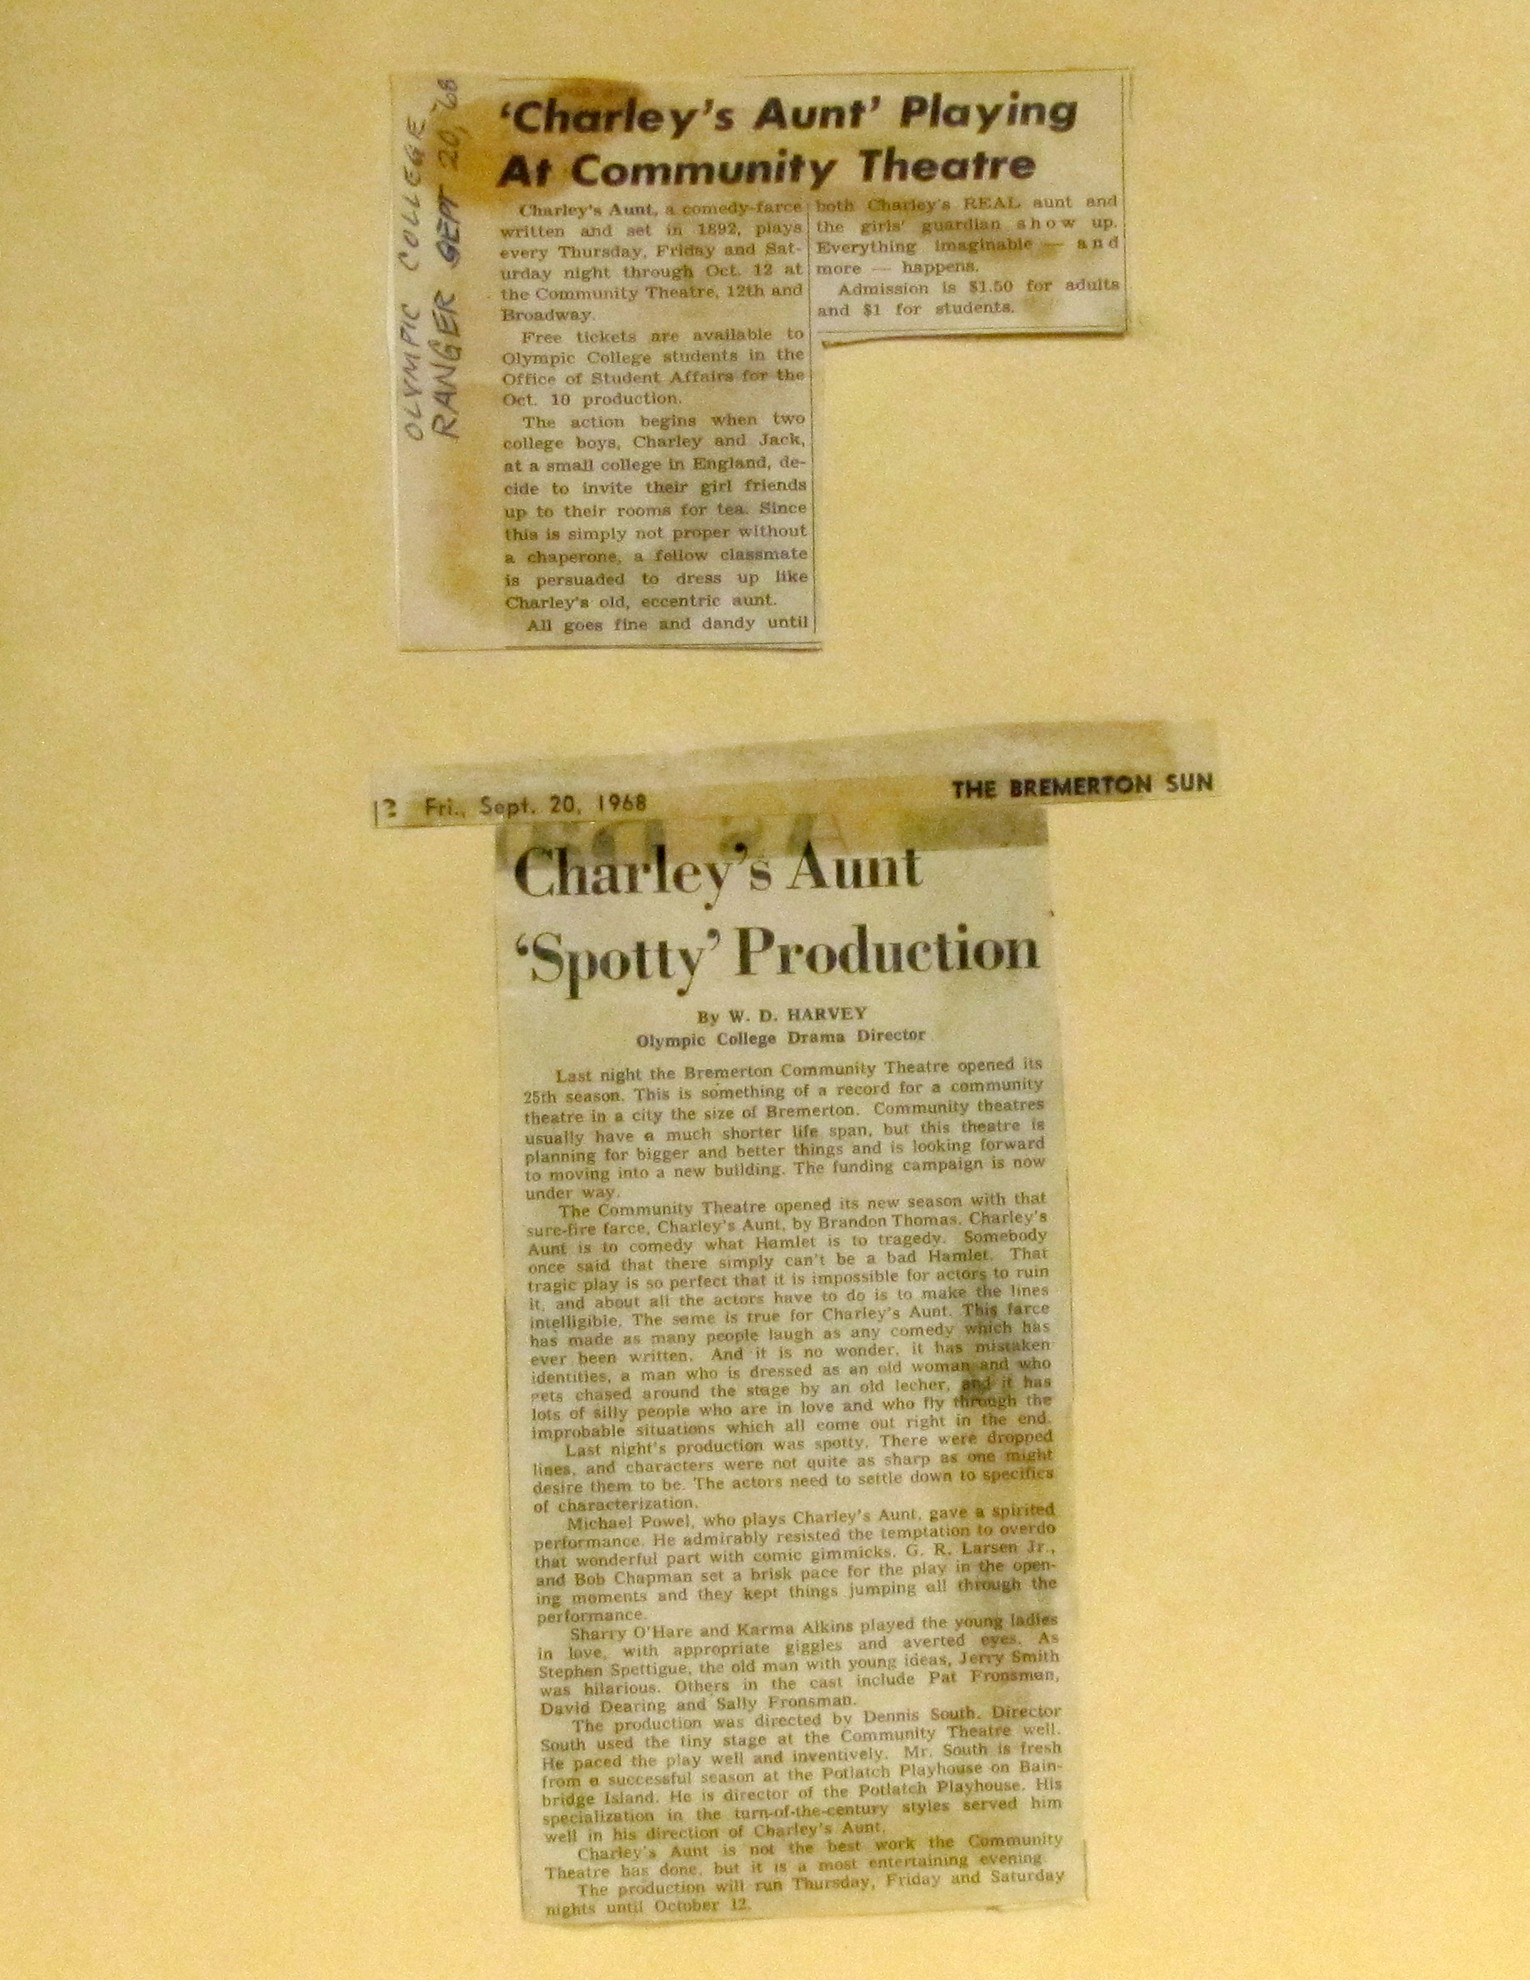 OLYMPIC COLLEGE
RANGER SEPT 20, '68
'Charley's Aunt' Playing
At Community Theatre
Charley's Aunt, a comedy-farce
written and set in 1892, plays
every Thursday, Friday and Sat-
urday night through Oct. 12 at
the Community Theatre, 12th and
Broadway.
Free tickets are available to
Olympic College students in the
Office of Student Affairs for the
Oct. 10 production.
The action begins when two
college boys, Charley and Jack,
at a small college in England, de-
cide to invite their girl friends
up to their rooms for tea. Since
this is simply not proper without
a chaperone, a fellow classmate
is persuaded to dress up like
Charley's old, eccentric aunt.
All goes fine and dandy until
both Charley's REAL aunt and
the girls' guardian show up.
Everything imaginable — and
more — happens.
Admission is $1.50 for adults
and $1 for students.
12 Fri., Sept. 20, 1968
THE BREMERTON SUN
Charley's Aunt
'Spotty' Production
By W. D. HARVEY
Olympic College Drama Director
Last night the Bremerton Community Theatre opened its
25th season. This is something of a record for a community
theatre in a city the size of Bremerton. Community theatres
usually have a much shorter life span, but this theatre is
planning for bigger and better things and is looking forward
to moving into a new building. The funding campaign is now
under way.
The Community Theatre opened its new season with that
sure-fire farce, Charley's Aunt, by Brandon Thomas. Charley's
Aunt is to comedy what Hamlet is to tragedy. Somebody
once said that there simply can't be a bad Hamlet. That
tragic play is so perfect that it is impossible for actors to ruin
it, and about all the actors have to do is to make the lines
intelligible. The same is true for Charley's Aunt. This farce
has made as many people laugh as any comedy which has
ever been written. And it is no wonder, it has mistaken
identities, a man who is dressed as an old woman and who
gets chased around the stage by an old lecher, and it has
lots of silly people who are in love and who fly through the
improbable situations which all come out right in the end.
Last night's production was spotty. There were dropped
lines, and characters were not quite as sharp as one might
desire them to be. The actors need to settle down to specifics
of characterization.
Michael Powel, who plays Charley's Aunt, gave a spirited
performance. He admirably resisted the temptation to overdo
that wonderful part with comic gimmicks. G. R. Larsen Jr.,
and Bob Chapman set a brisk pace for the play in the open-
ing moments and they kept things jumping all through the
performance.
Sharry O'Hare and Karma Alkins played the young ladies
in love, with appropriate giggles and averted eyes. As
Stephen Spettigue, the old man with young ideas, Jerry Smith
was hilarious. Others in the cast include Pat Fronsman,
David Dearing and Sally Fronsman.
The production was directed by Dennis South. Director
South used the tiny stage at the Community Theatre well.
He paced the play well and inventively. Mr. South is fresh
from a successful season at the Potlatch Playhouse on Bain-
bridge Island. He is director of the Potlatch Playhouse. His
specialization in the turn-of-the-century styles served him
well in his direction of Charley's Aunt.
Charley's Aunt is not the best work the Community
Theatre has done, but it is a most entertaining evening.
The production will run Thursday, Friday and Saturday
nights until October 12.